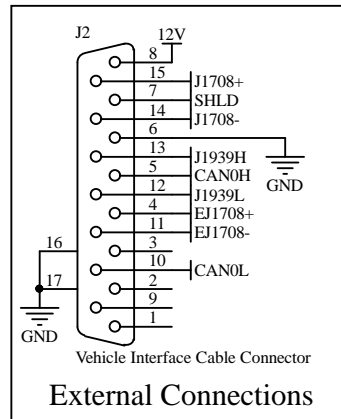 J2
12V
8
15 J1708+
7 SHLD
14 J1708-
6
13 J1939H
5 CAN0H
GND
12 J1939L
4 EJ1708+
11 EJ1708-
16
3
10 CAN0L
17
2
9
GND
1
Vehicle Interface Cable Connector
External Connections